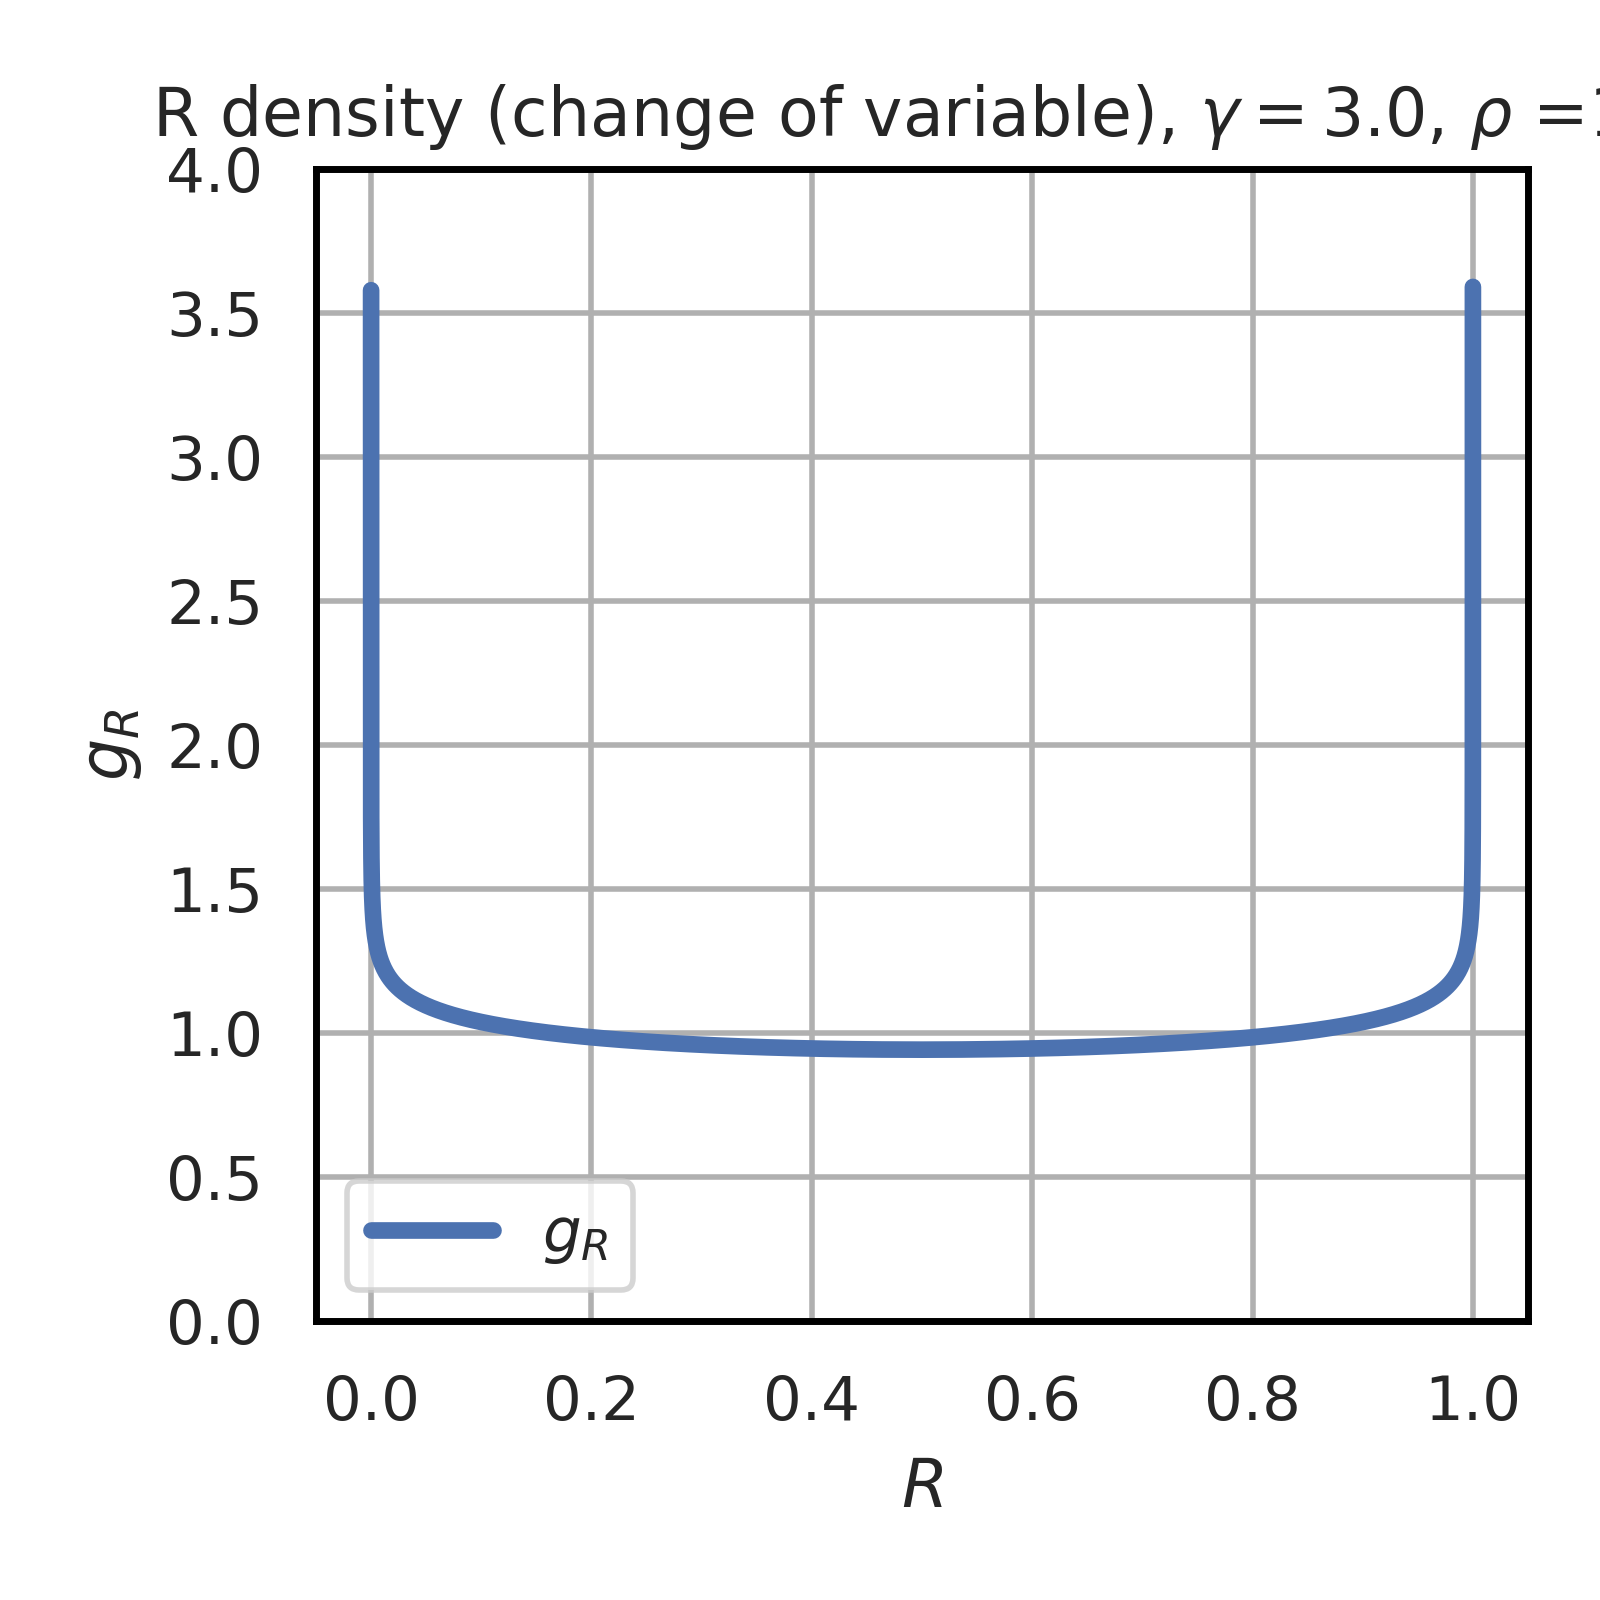 R density (change of variable), γ = 3.0, ρ =
4.0
3.5
3.0
2.5
2.0
1.5
1.0
0.5
0.0
g_R
g_R
0.0 0.2 0.4 0.6 0.8 1.0
R